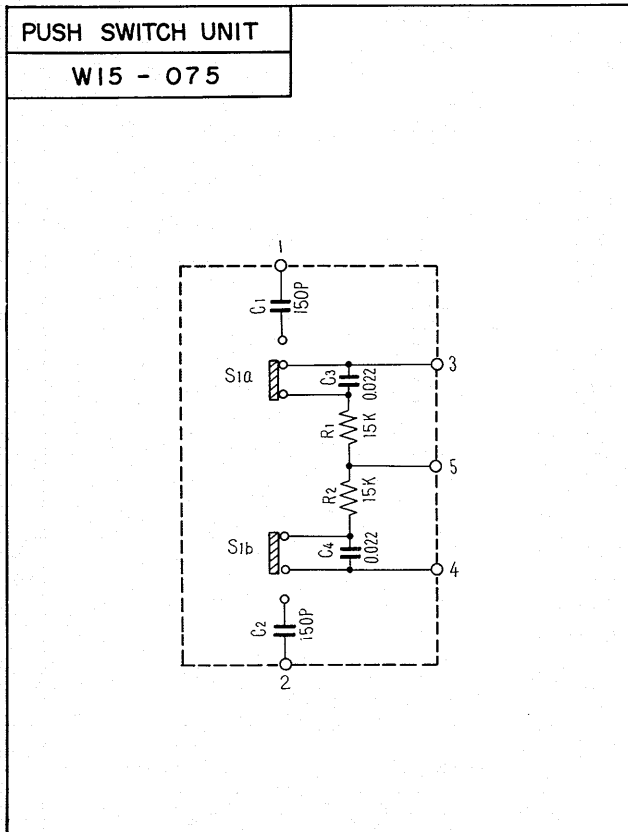 PUSH SWITCH UNIT
W15 - 075
1
C1 150P
S1a
C3 0.022
3
R1 15K
5
R2 15K
S1b
C4 0.022
4
C2 150P
2